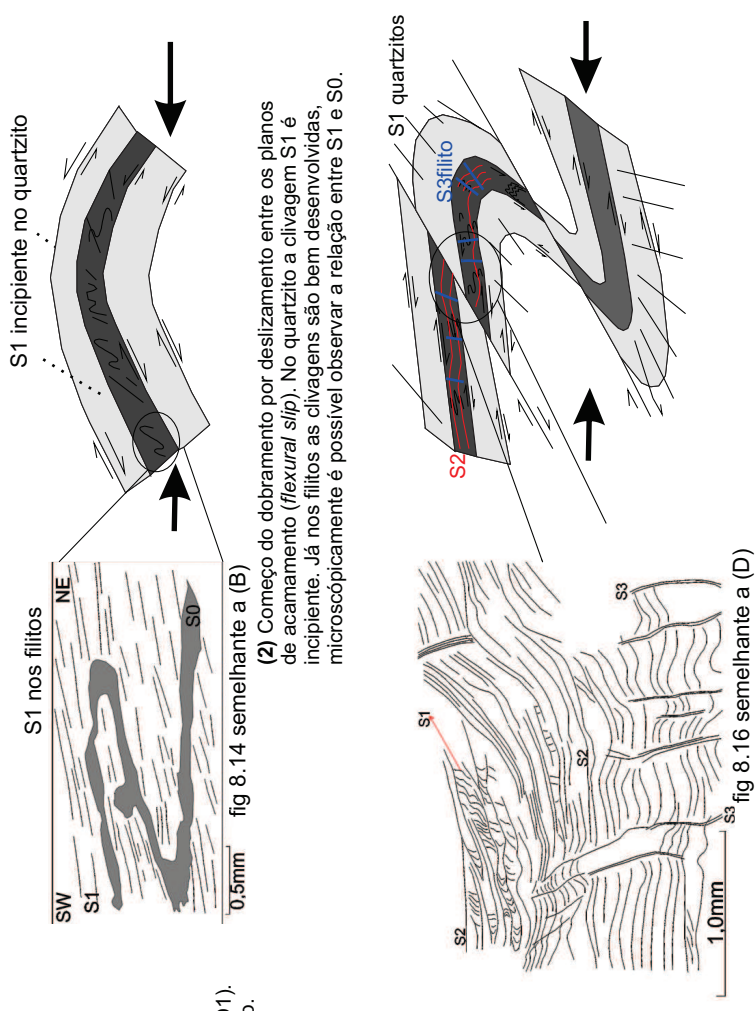 S1 nos filitos
SW
NE
S1
S0
0.5mm
fig 8.14 semelhante a (B)
S1 incipiente no quartzito
(2) Começo do dobramento por deslizamento entre os planos
de acamamento (flexural slip). No quartzito a clivagem S1 é
incipiente. Já nos filitos as clivagens são bem desenvolvidas,
microscópicamente é possível observar a relação entre S1 e S0.
01).
S2
S1
S2
S3
S3
1,0mm
fig 8.16 semelhante a (D)
S1 quartzitos
S2
S3filito